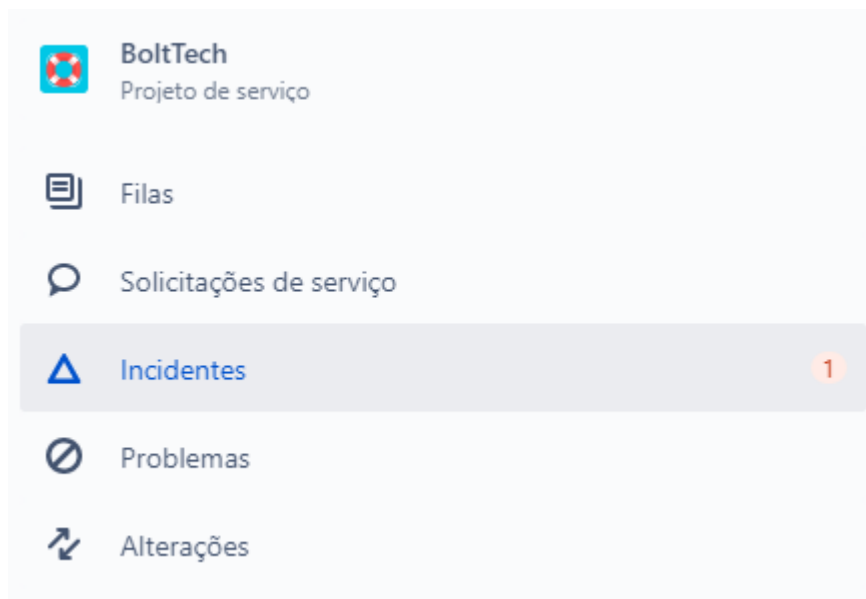 BoltTech
Projeto de serviço
Filas
Solicitações de serviço
Incidentes 1
Problemas
Alterações